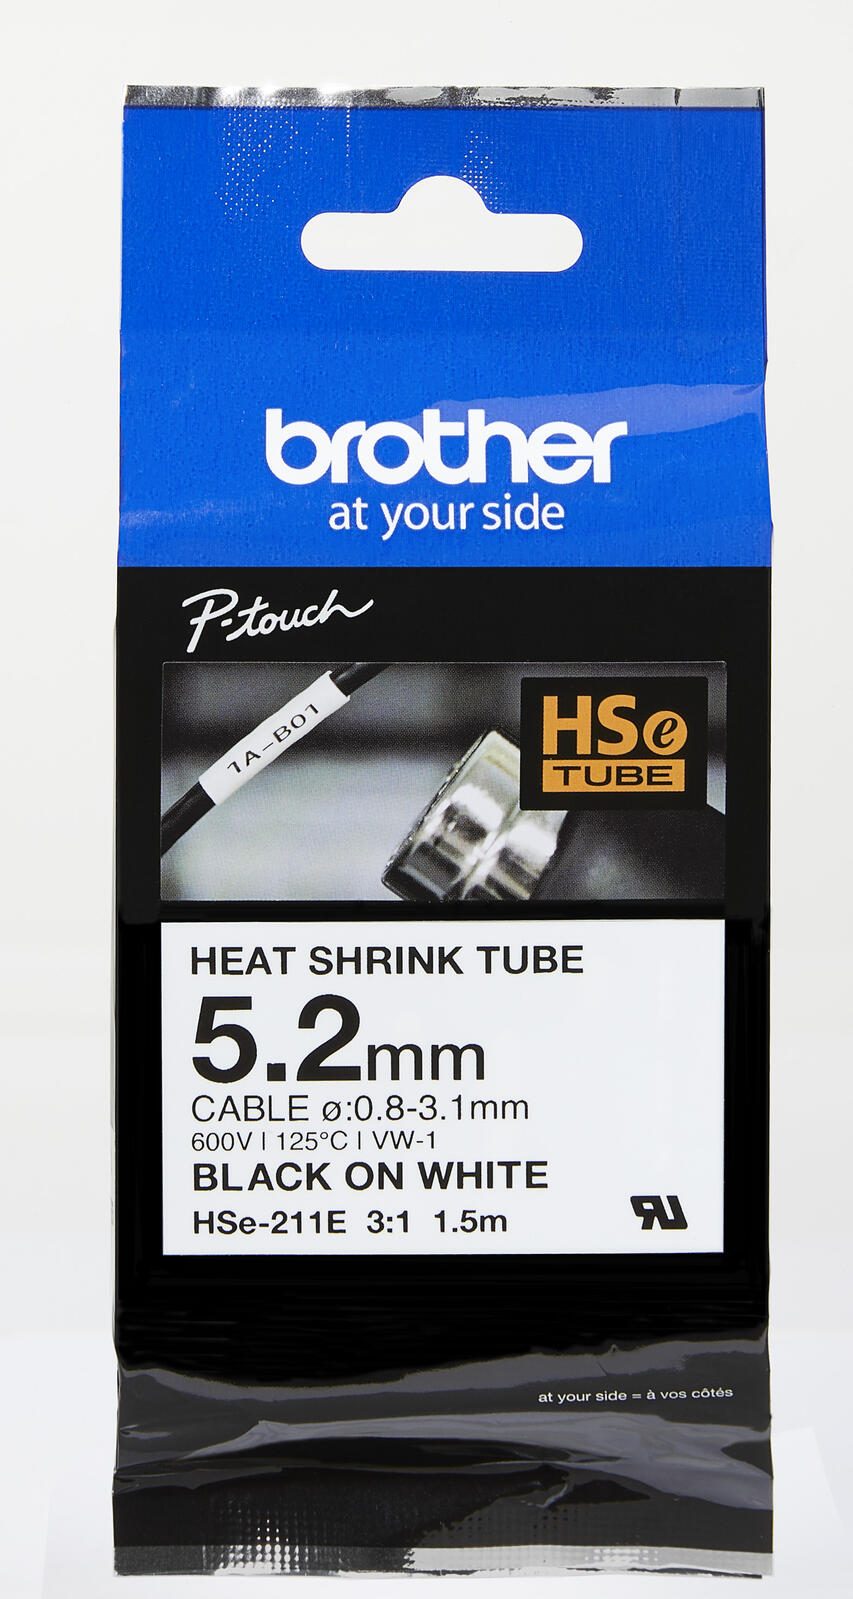 brother
at your side
P-touch
1A-B01
HSe
TUBE
HEAT SHRINK TUBE
5.2mm
CABLE ø:0.8-3.1mm
600V | 125°C | VW-1
BLACK ON WHITE
HSe-211E 3:1 1.5m
at your side = à vos côtés